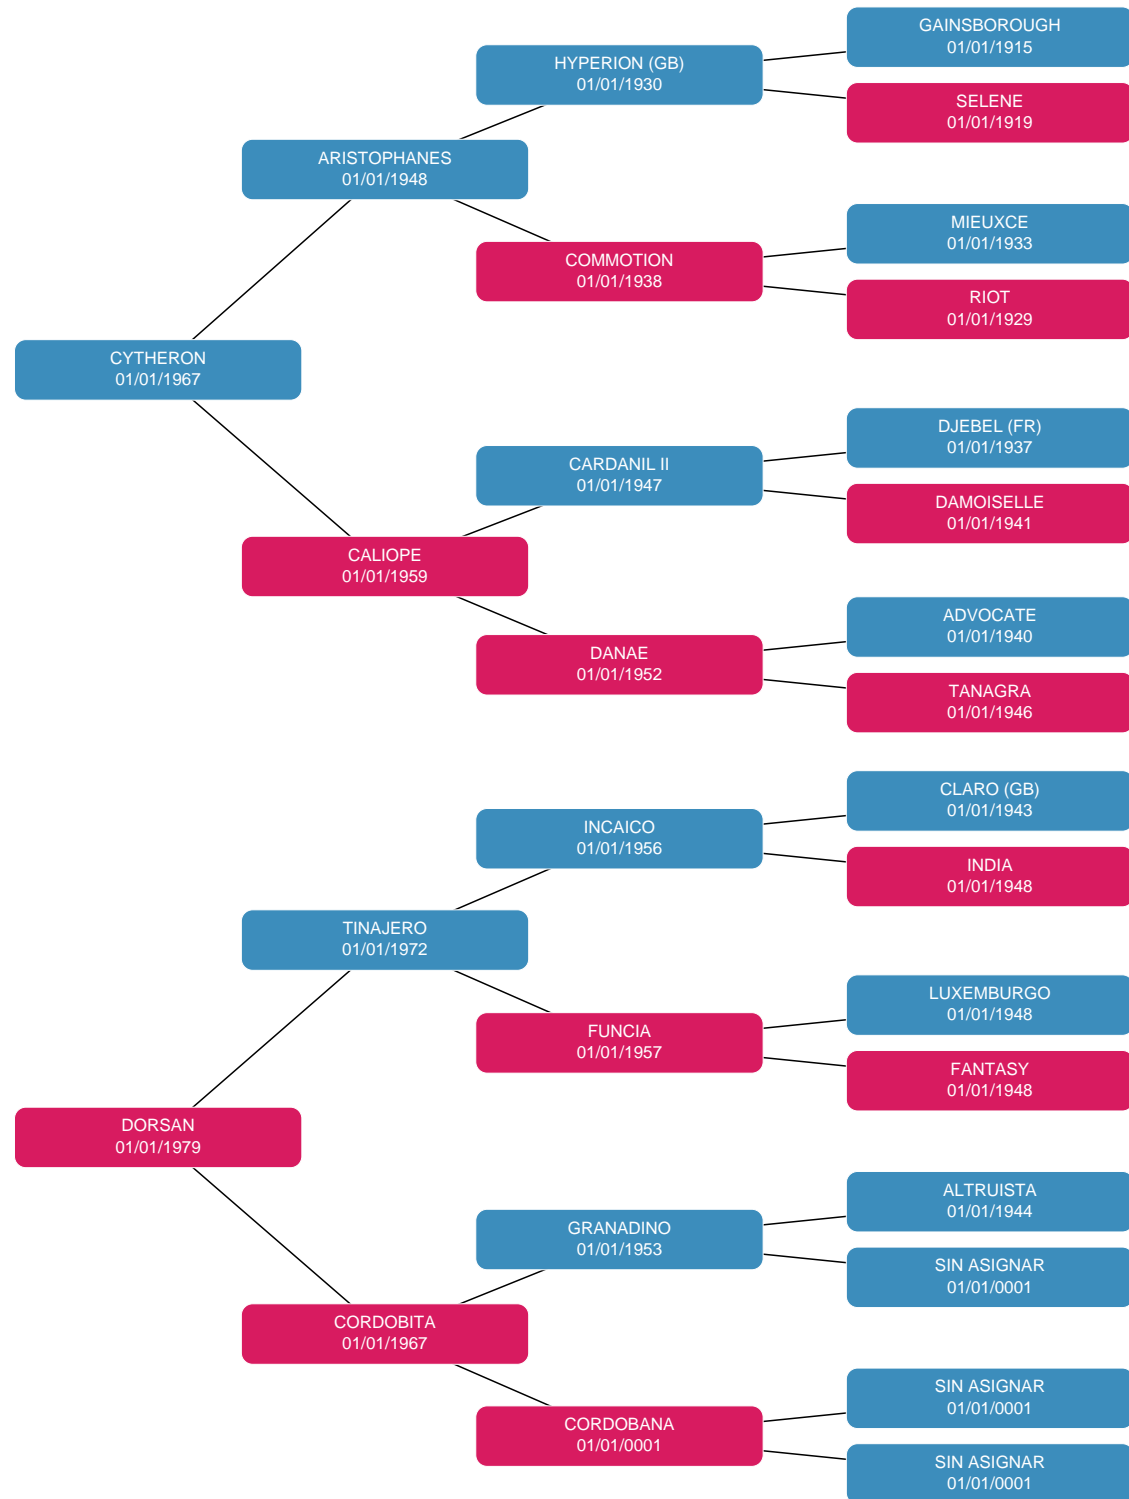 GAINSBOROUGH
01/01/1915
HYPERION (GB)
01/01/1930
SELENE
01/01/1919
ARISTOPHANES
01/01/1948
MIEUXCE
01/01/1933
COMMOTION
01/01/1938
RIOT
01/01/1929
CYTHERON
01/01/1967
DJEBEL (FR)
01/01/1937
CARDANIL II
01/01/1947
DAMOISELLE
01/01/1941
CALIOPE
01/01/1959
ADVOCATE
01/01/1940
DANAE
01/01/1952
TANAGRA
01/01/1946
CLARO (GB)
01/01/1943
INCAICO
01/01/1956
INDIA
01/01/1948
TINAJERO
01/01/1972
LUXEMBURGO
01/01/1948
FUNCIA
01/01/1957
FANTASY
01/01/1948
DORSAN
01/01/1979
ALTRUISTA
01/01/1944
GRANADINO
01/01/1953
SIN ASIGNAR
01/01/0001
CORDOBITA
01/01/1967
SIN ASIGNAR
01/01/0001
CORDOBANA
01/01/0001
SIN ASIGNAR
01/01/0001